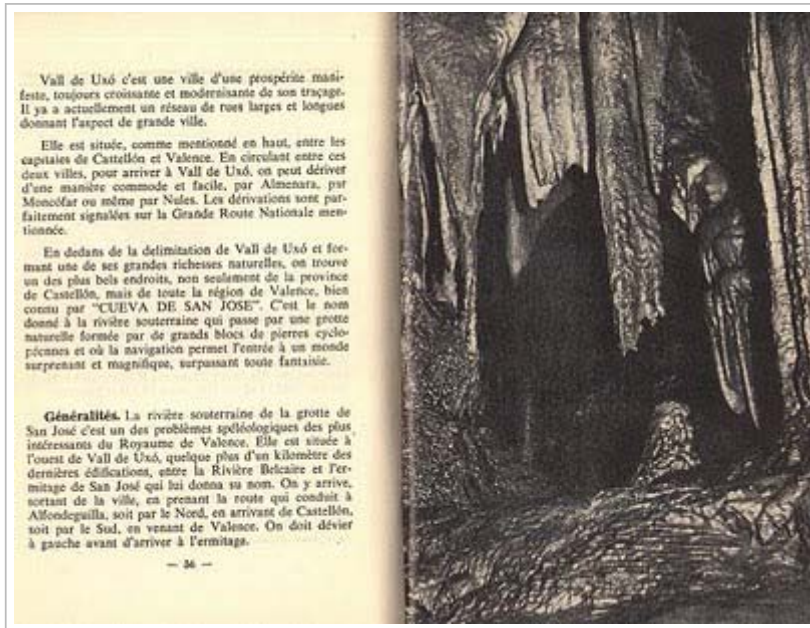 Vall de Uxó c'est une ville d'une prospérite mani-
feste, toujours croissante et modernisante de son traçage.
Il ya a actuellement un réseau de rues larges et longues
donnant l'aspect de grande ville.
Elle est située, comme mentionné en haut, entre les
capitales de Castellón et Valence. En circulant entre ces
deux villes, pour arriver à Vall de Uxó, on peut dériver
d'une manière commode et facile, par Almenara, par
Moncófar ou même par Nules. Les dérivations sont par-
faitement signalées sur la Grande Route Nationale men-
tionnée.
En dedans de la delimitation de Vall de Uxó et for-
mant une de ses grandes richesses naturelles, on trouve
un des plus bels endroits, non seulement de la province
de Castellón, mais de toute la région de Valence, bien
connu par "CUEVA DE SAN JOSE". C'est le nom
donné à la rivière souterraine qui passe par une grotte
naturelle formée par de grands blocs de pierres cyclo-
péennes et où la navigation permet l'entrée à un monde
surprenant et magnifique, surpassant toute fantaisie.
Généralités. La rivière souterraine de la grotte de
San José c'est un des problèmes spéléologiques des plus
intéressants du Royaume de Valence. Elle est située à
l'ouest de Vall de Uxó, quelque plus d'un kilomètre des
dernières édifications, entre la Rivière Belcaire et l'er-
mitage de San José qui lui donna su nom. On y arrive,
sortant de la ville, en prenant la route qui conduit à
Alfondeguilla, soit par le Nord, en arrivant de Castellón,
soit par le Sud, en venant de Valence. On doit dévier
à gauche avant d'arriver à l'ermitage.
— 36 —